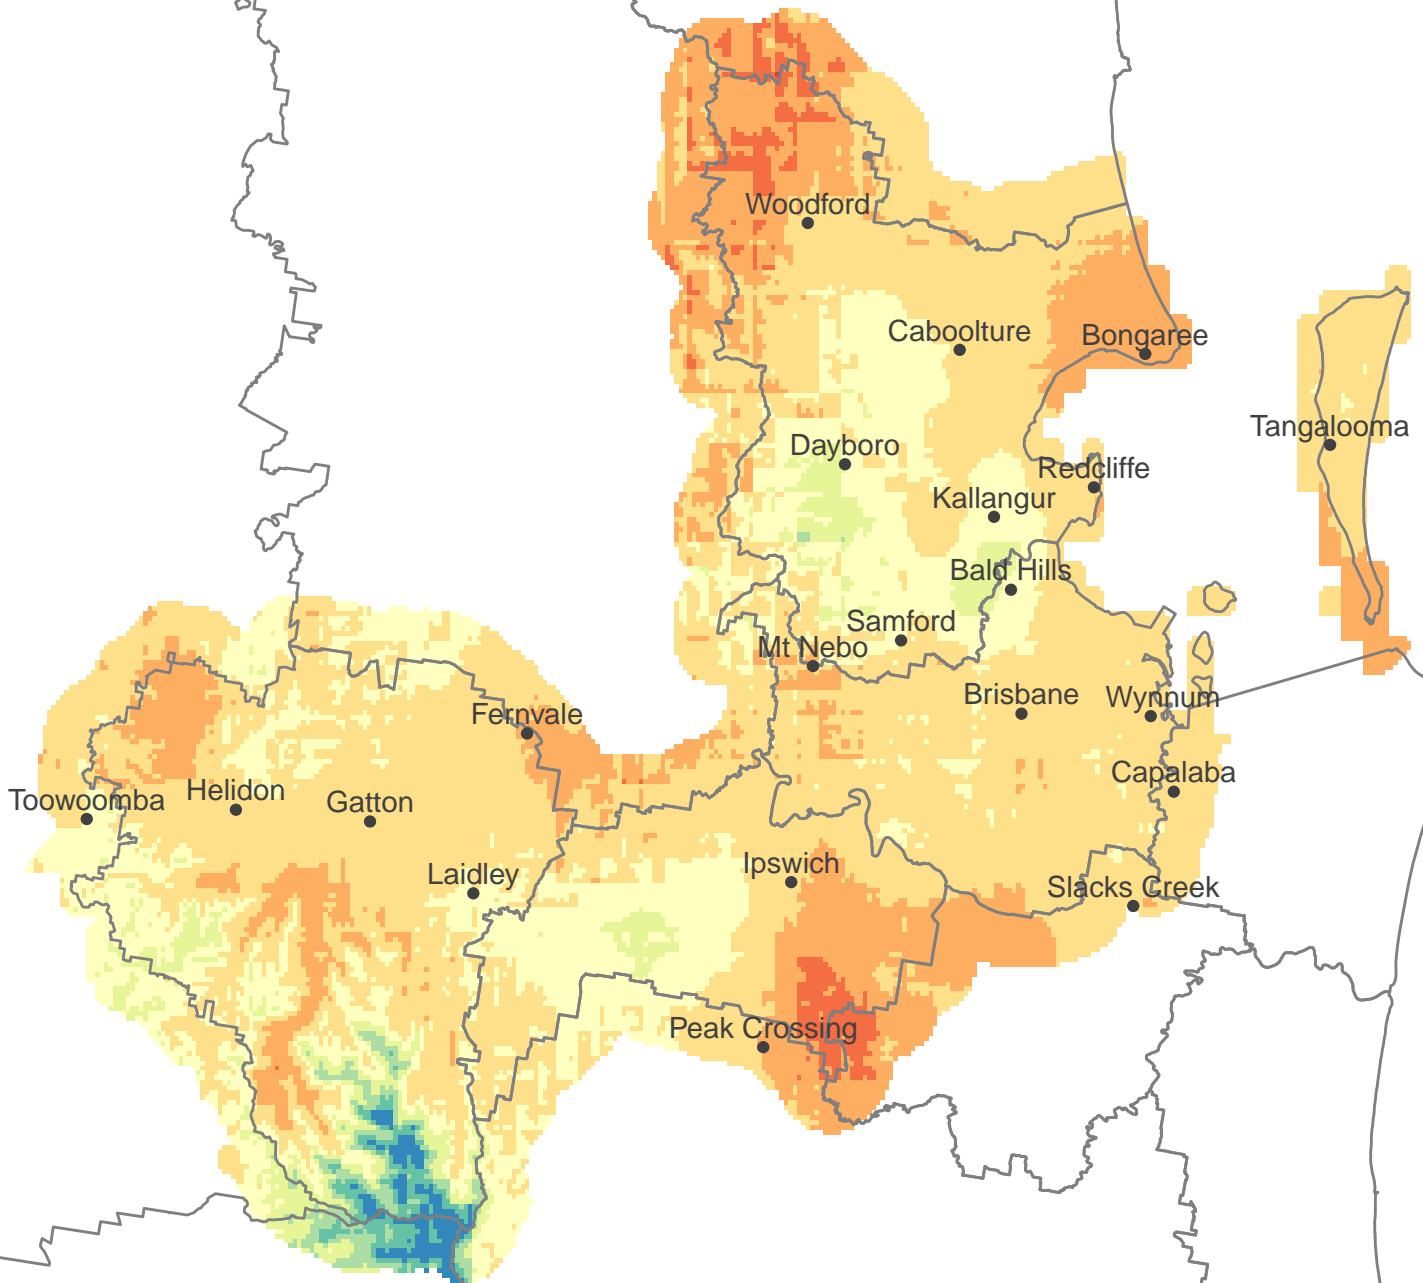 Woodford
Caboolture
Bongaree
Tangalooma
Dayboro
Redcliffe
Kallangur
Bald Hills
Samford
Mt Nebo
Brisbane
Wynnum
Fernvale
Capalaba
Toowoomba
Helidon
Gatton
Ipswich
Laidley
Slacks Creek
Peak Crossing